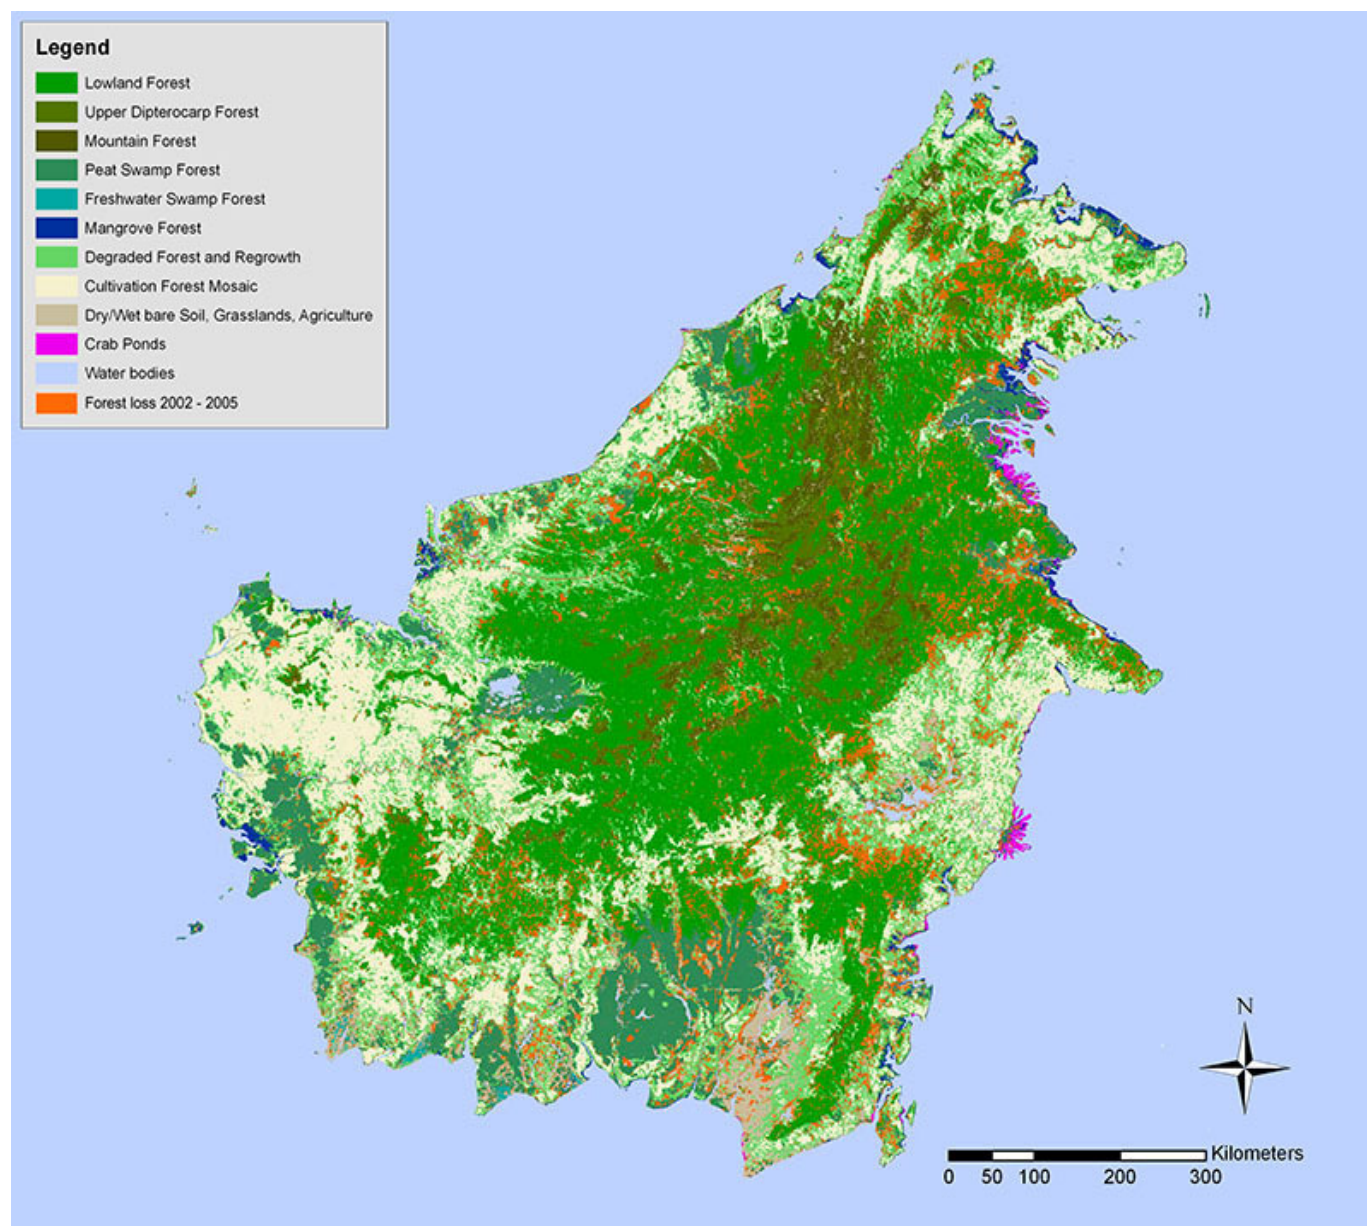 Legend
Lowland Forest
Upper Dipterocarp Forest
Mountain Forest
Peat Swamp Forest
Freshwater Swamp Forest
Mangrove Forest
Degraded Forest and Regrowth
Cultivation Forest Mosaic
Dry/Wet bare Soil, Grasslands, Agriculture
Crab Ponds
Water bodies
Forest loss 2002 - 2005
N
Kilometers
0 50 100 200 300